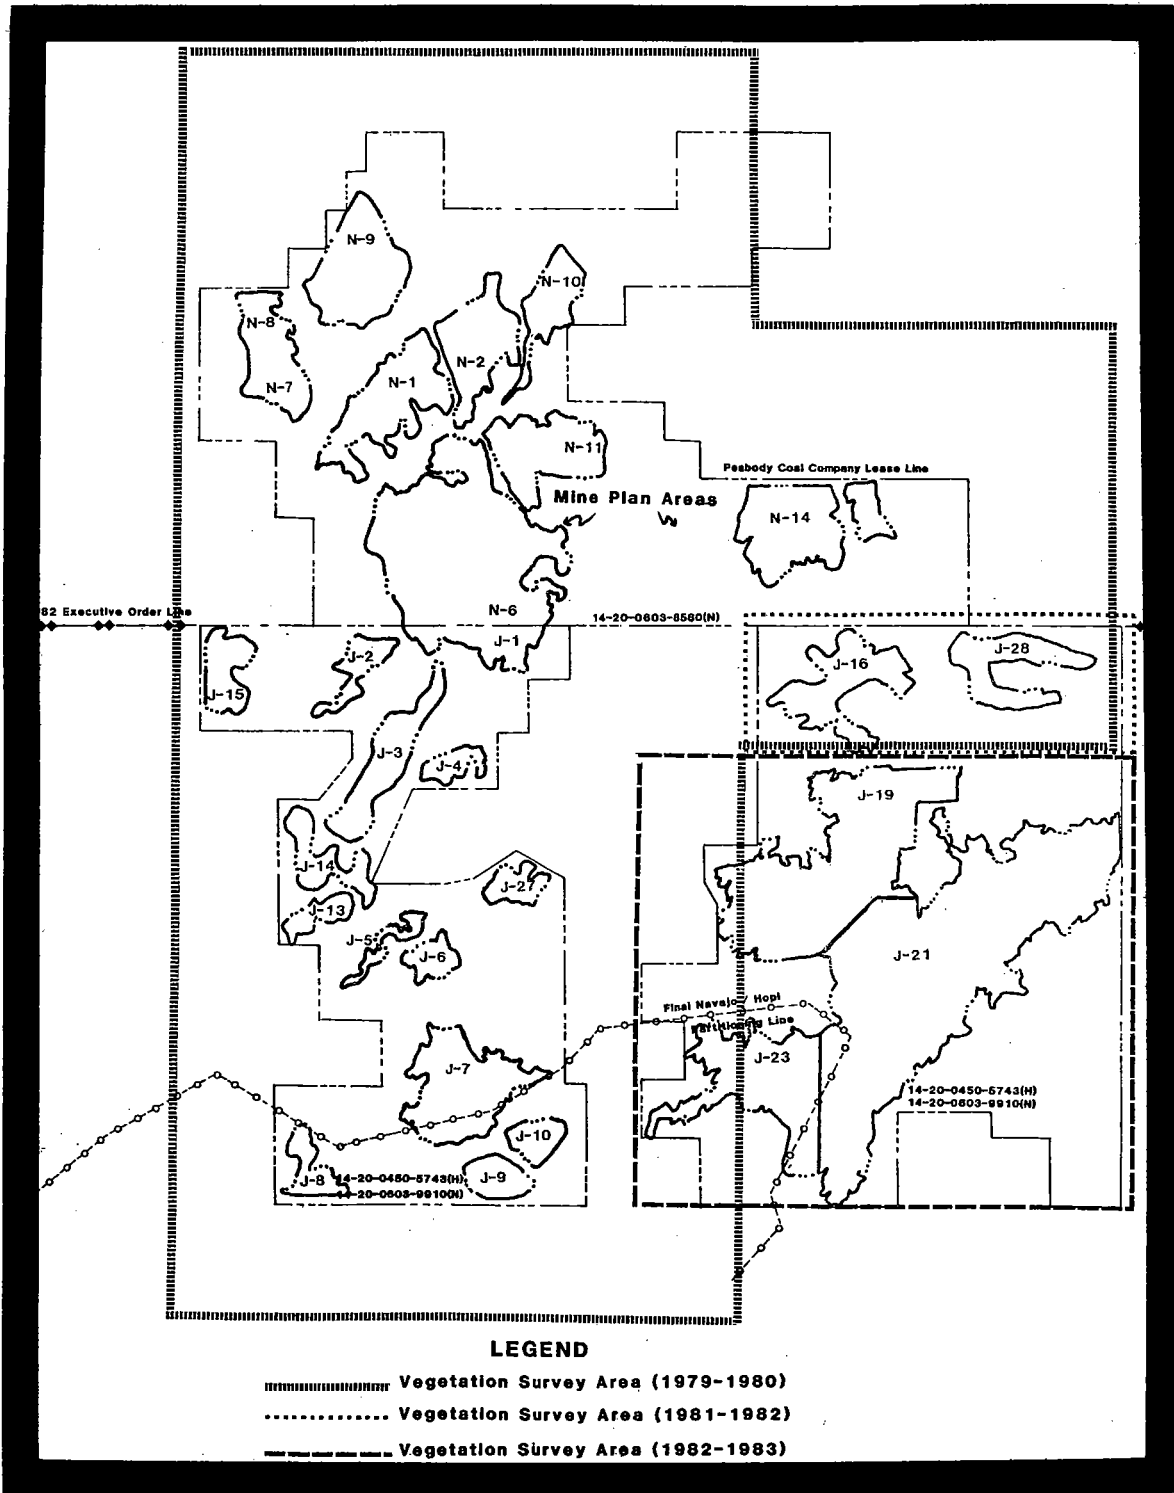 N-9
N-10
N-8
N-2
N-1
N-7
N-11
Peabody Coal Company Lease Line
Mine Plan Areas
N-14
82 Executive Order Line
N-6
14-20-0603-8580(N)
J-1
J-2
J-16
J-28
J-15
J-3
J-4
J-19
J-14
J-27
J-13
J-5
J-6
J-21
Final Navajo / Hopi
Partitioning Line
J-23
J-7
14-20-0450-5743(H)
14-20-0603-9910(N)
J-10
J-8
14-20-0450-5743(H)
J-9
14-20-0603-9910(N)
LEGEND
Vegetation Survey Area (1979-1980)
Vegetation Survey Area (1981-1982)
Vegetation Survey Area (1982-1983)